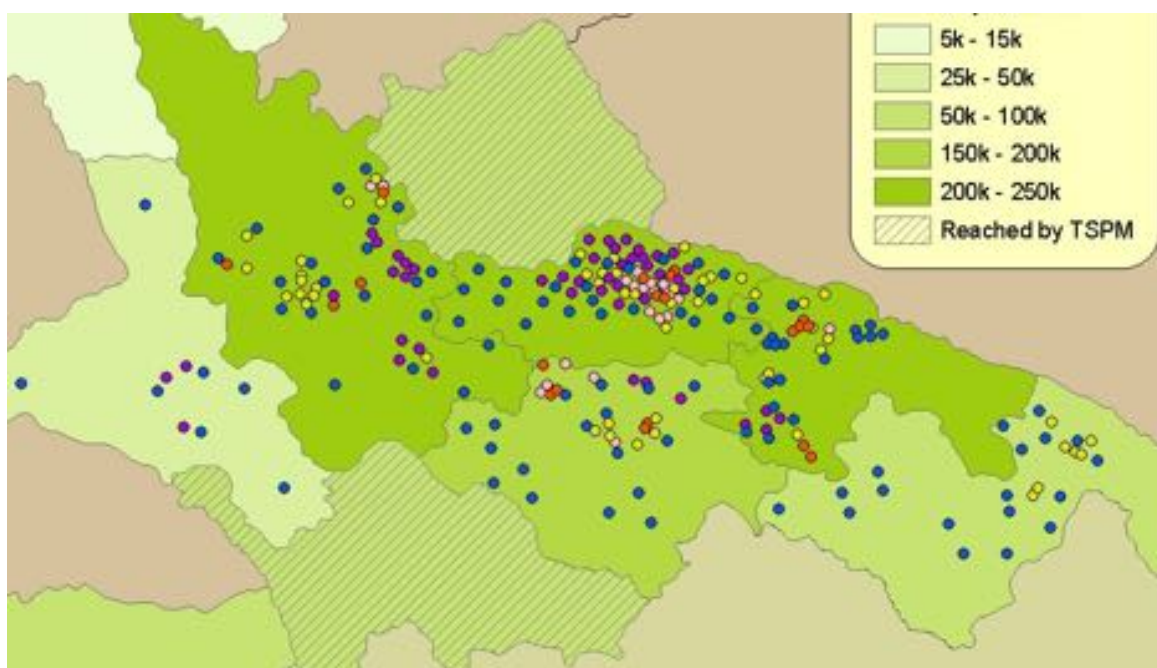 5k - 15k
25k - 50k
50k - 100k
150k - 200k
200k - 250k
Reached by TSPM